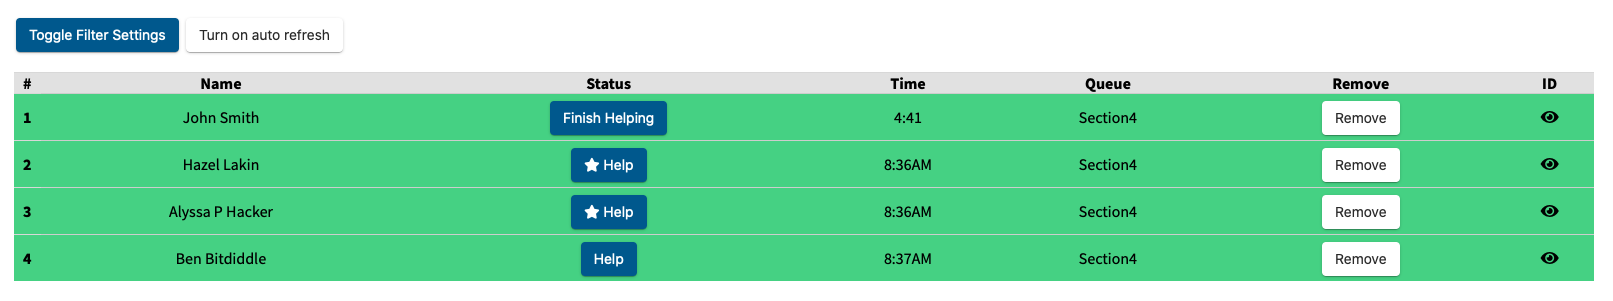 Toggle Filter Settings Turn on auto refresh
# Name Status Time Queue Remove ID
1 John Smith Finish Helping 4:41 Section4 Remove
2 Hazel Lakin Help 8:36AM Section4 Remove
3 Alyssa P Hacker Help 8:36AM Section4 Remove
4 Ben Bitdiddle Help 8:37AM Section4 Remove